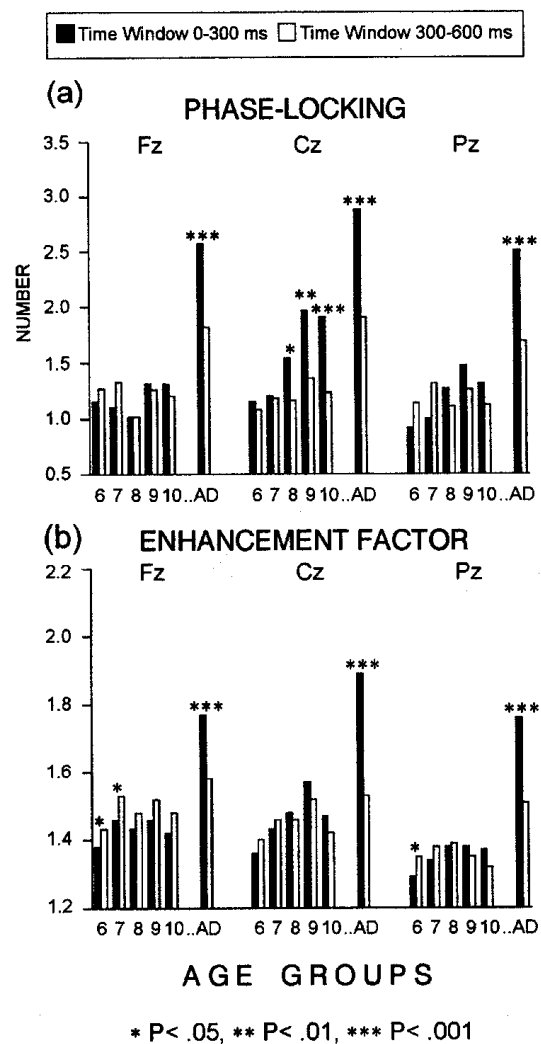 Time Window 0-300 ms Time Window 300-600 ms
(a)
PHASE-LOCKING
Fz Cz Pz
3.5
3.0
2.5
2.0
1.5
1.0
0.5
NUMBER
*** *** ***
* ** ***
6 7 8 9 10..AD 6 7 8 9 10..AD 6 7 8 9 10..AD
(b)
ENHANCEMENT FACTOR
Fz Cz Pz
2.2
2.0
1.8
1.6
1.4
1.2
*** *** ***
* * *
6 7 8 9 10..AD 6 7 8 9 10..AD 6 7 8 9 10..AD
AGE GROUPS
* P< .05, ** P< .01, *** P< .001